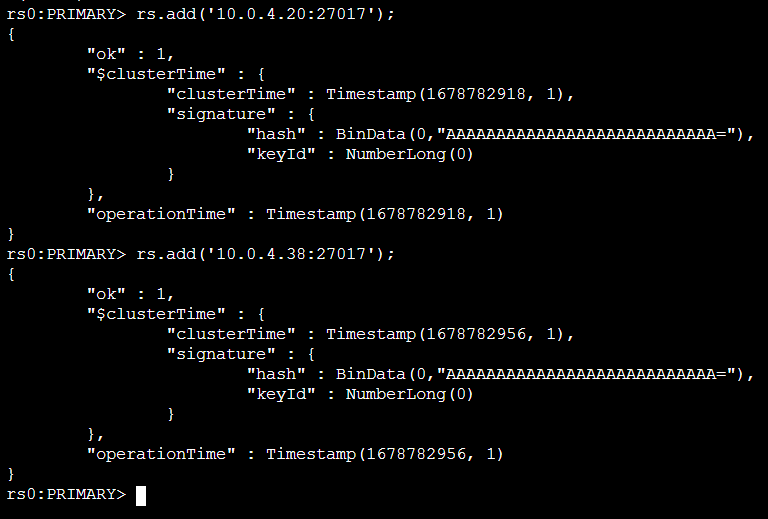 rs0:PRIMARY> rs.add('10.0.4.20:27017');
{
        "ok" : 1,
        "$clusterTime" : {
                "clusterTime" : Timestamp(1678782918, 1),
                "signature" : {
                        "hash" : BinData(0,"AAAAAAAAAAAAAAAAAAAAAAAAAAA="),
                        "keyId" : NumberLong(0)
                }
        },
        "operationTime" : Timestamp(1678782918, 1)
}
rs0:PRIMARY> rs.add('10.0.4.38:27017');
{
        "ok" : 1,
        "$clusterTime" : {
                "clusterTime" : Timestamp(1678782956, 1),
                "signature" : {
                        "hash" : BinData(0,"AAAAAAAAAAAAAAAAAAAAAAAAAAA="),
                        "keyId" : NumberLong(0)
                }
        },
        "operationTime" : Timestamp(1678782956, 1)
}
rs0:PRIMARY>